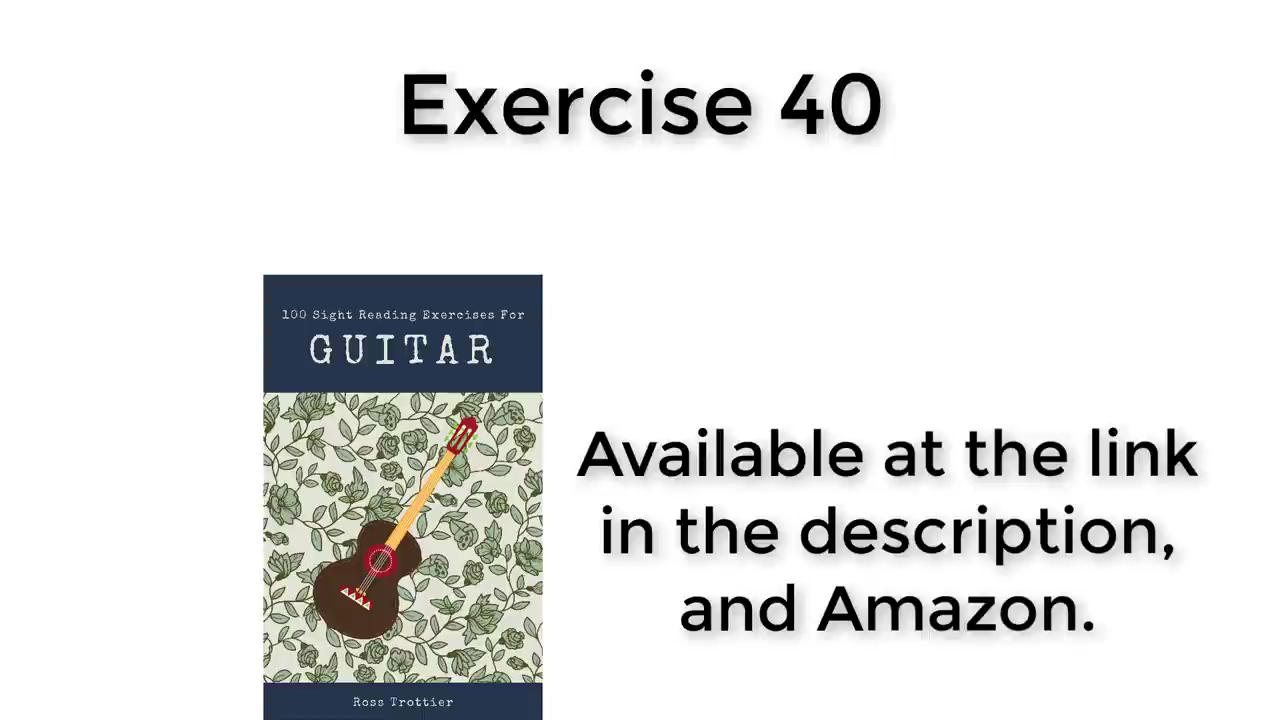 Exercise 40
100 Sight Reading Exercises For
GUITAR
Available at the link
in the description,
and Amazon.
Ross Trottier